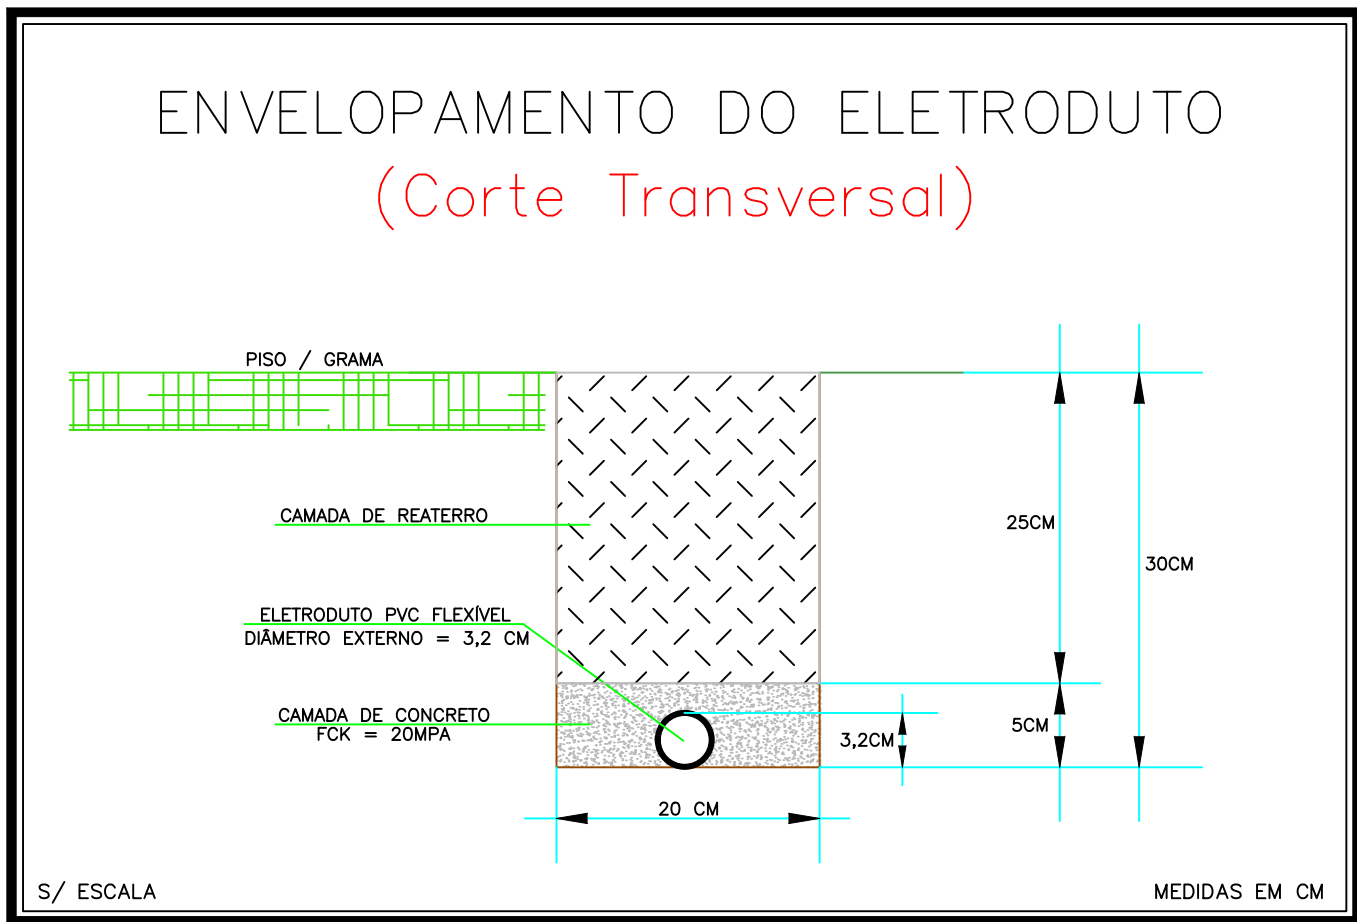 ENVELOPAMENTO DO ELETRODUTO
(Corte Transversal)
PISO / GRAMA
CAMADA DE REATERRO
25CM
30CM
ELETRODUTO PVC FLEXÍVEL
DIÂMETRO EXTERNO = 3,2 CM
CAMADA DE CONCRETO
FCK = 20MPA
5CM
3,2CM
20 CM
S/ ESCALA
MEDIDAS EM CM